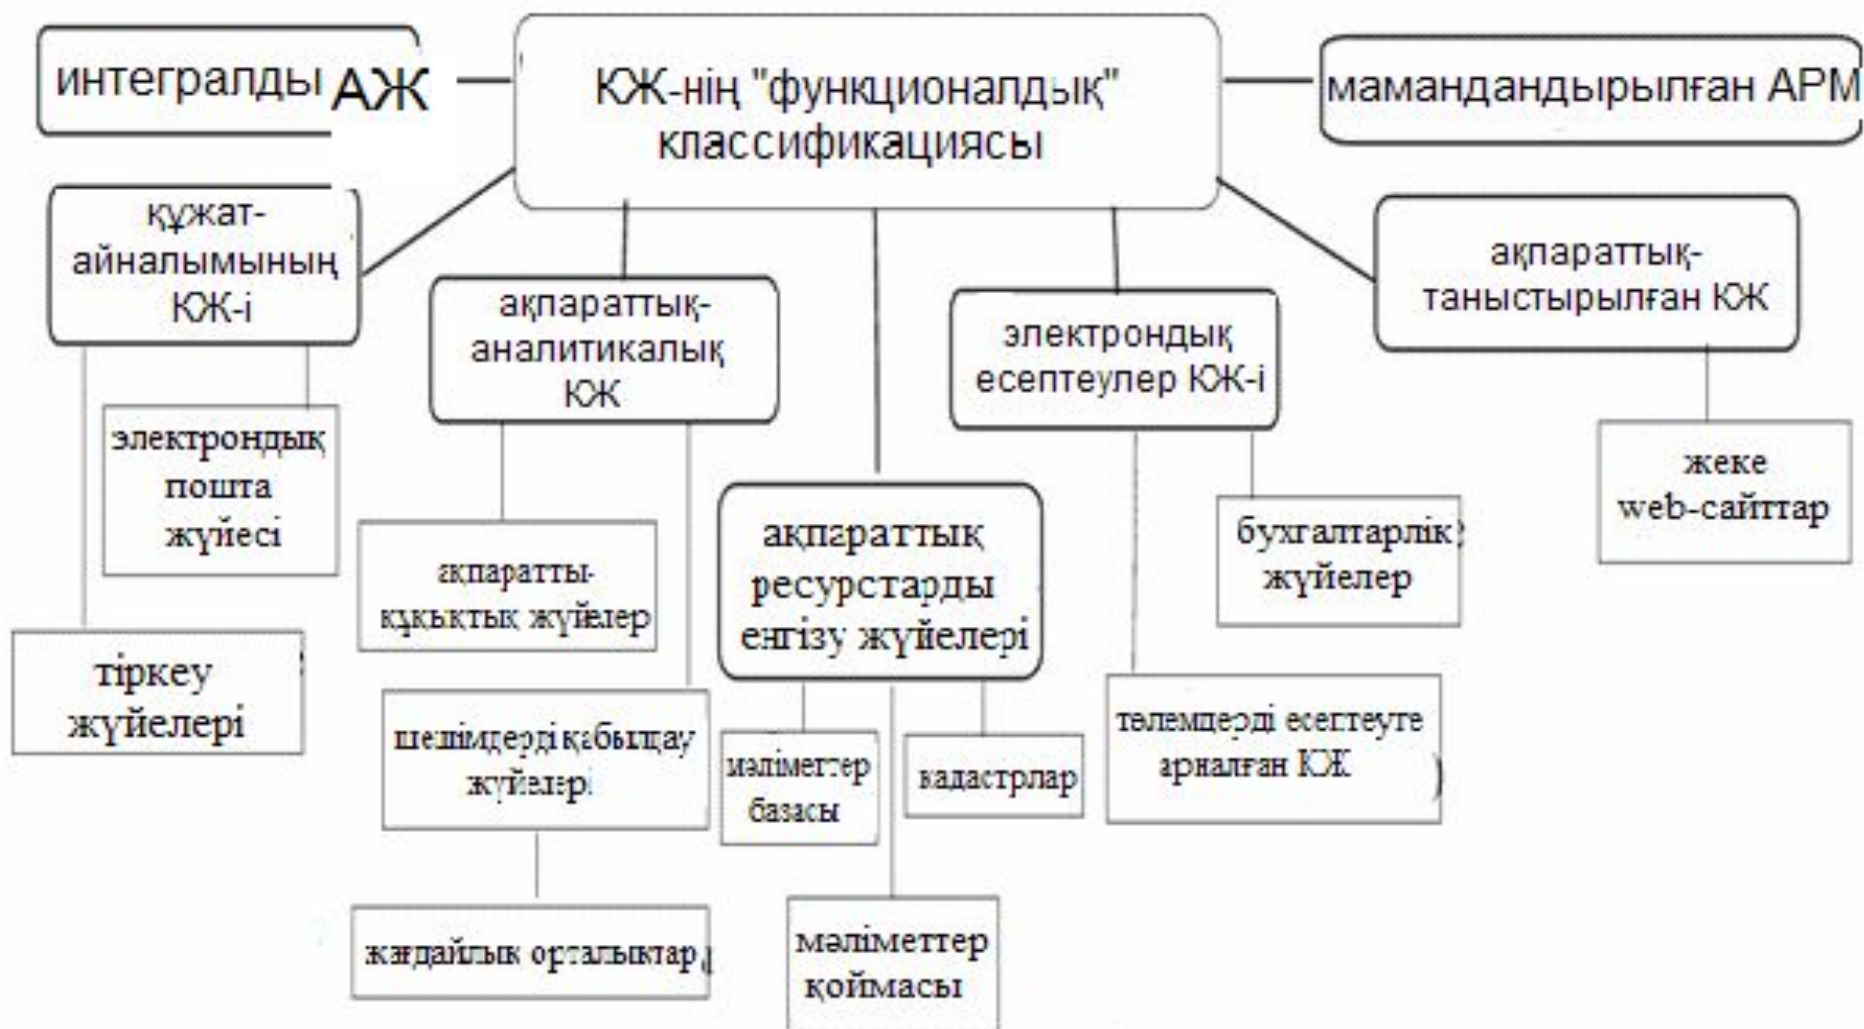 интегралды АЖ
КЖ-нің "функционалдық"
классификациясы
мамандандырылған АРМ
құжат-
айналымының
КЖ-і
ақпараттық-
аналитикалық
КЖ
электрондық
есептеулер КЖ-і
ақпараттық-
таныстырылған КЖ
электрондық
пошта
жүйесі
тіркеу
жүйелері
ақпаратты-
құқықтық жүйелер
шешімдерді қабылдау
жүйелері
жағдайлық орталықтар
ақпараттық
ресурстарды
енгізу жүйелері
мәліметтер
базасы
кадастрлар
мәліметтер
қоймасы
төлемдерді есептеуге
арналған КЖ
бухгалтарлік
жүйелер
жеке
web-сайттар